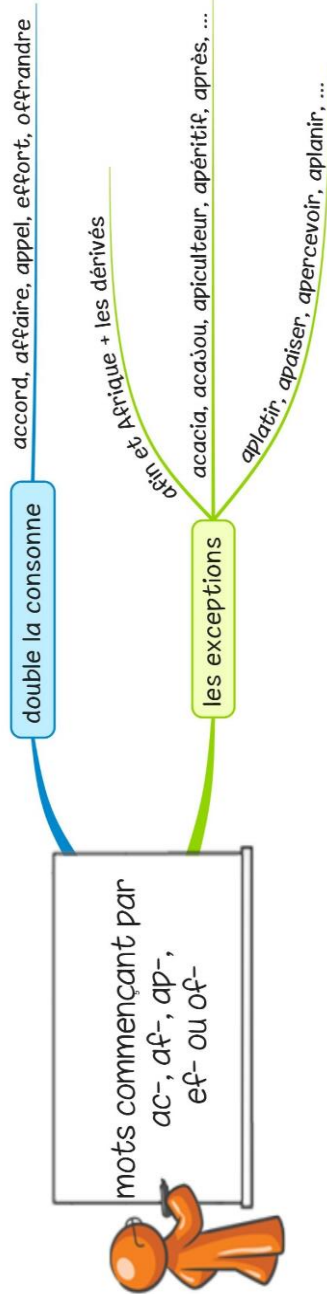 mots commençant par
ac-, af-, ap-,
ef- ou of-
double la consonne
accord, affaire, appel, effort, offrandre
les exceptions
afin et Afrique + les dérivés
acacia, acajou, apiculteur, apéritif, après, ...
aplatir, apaiser, apercevoir, aplanir, ...